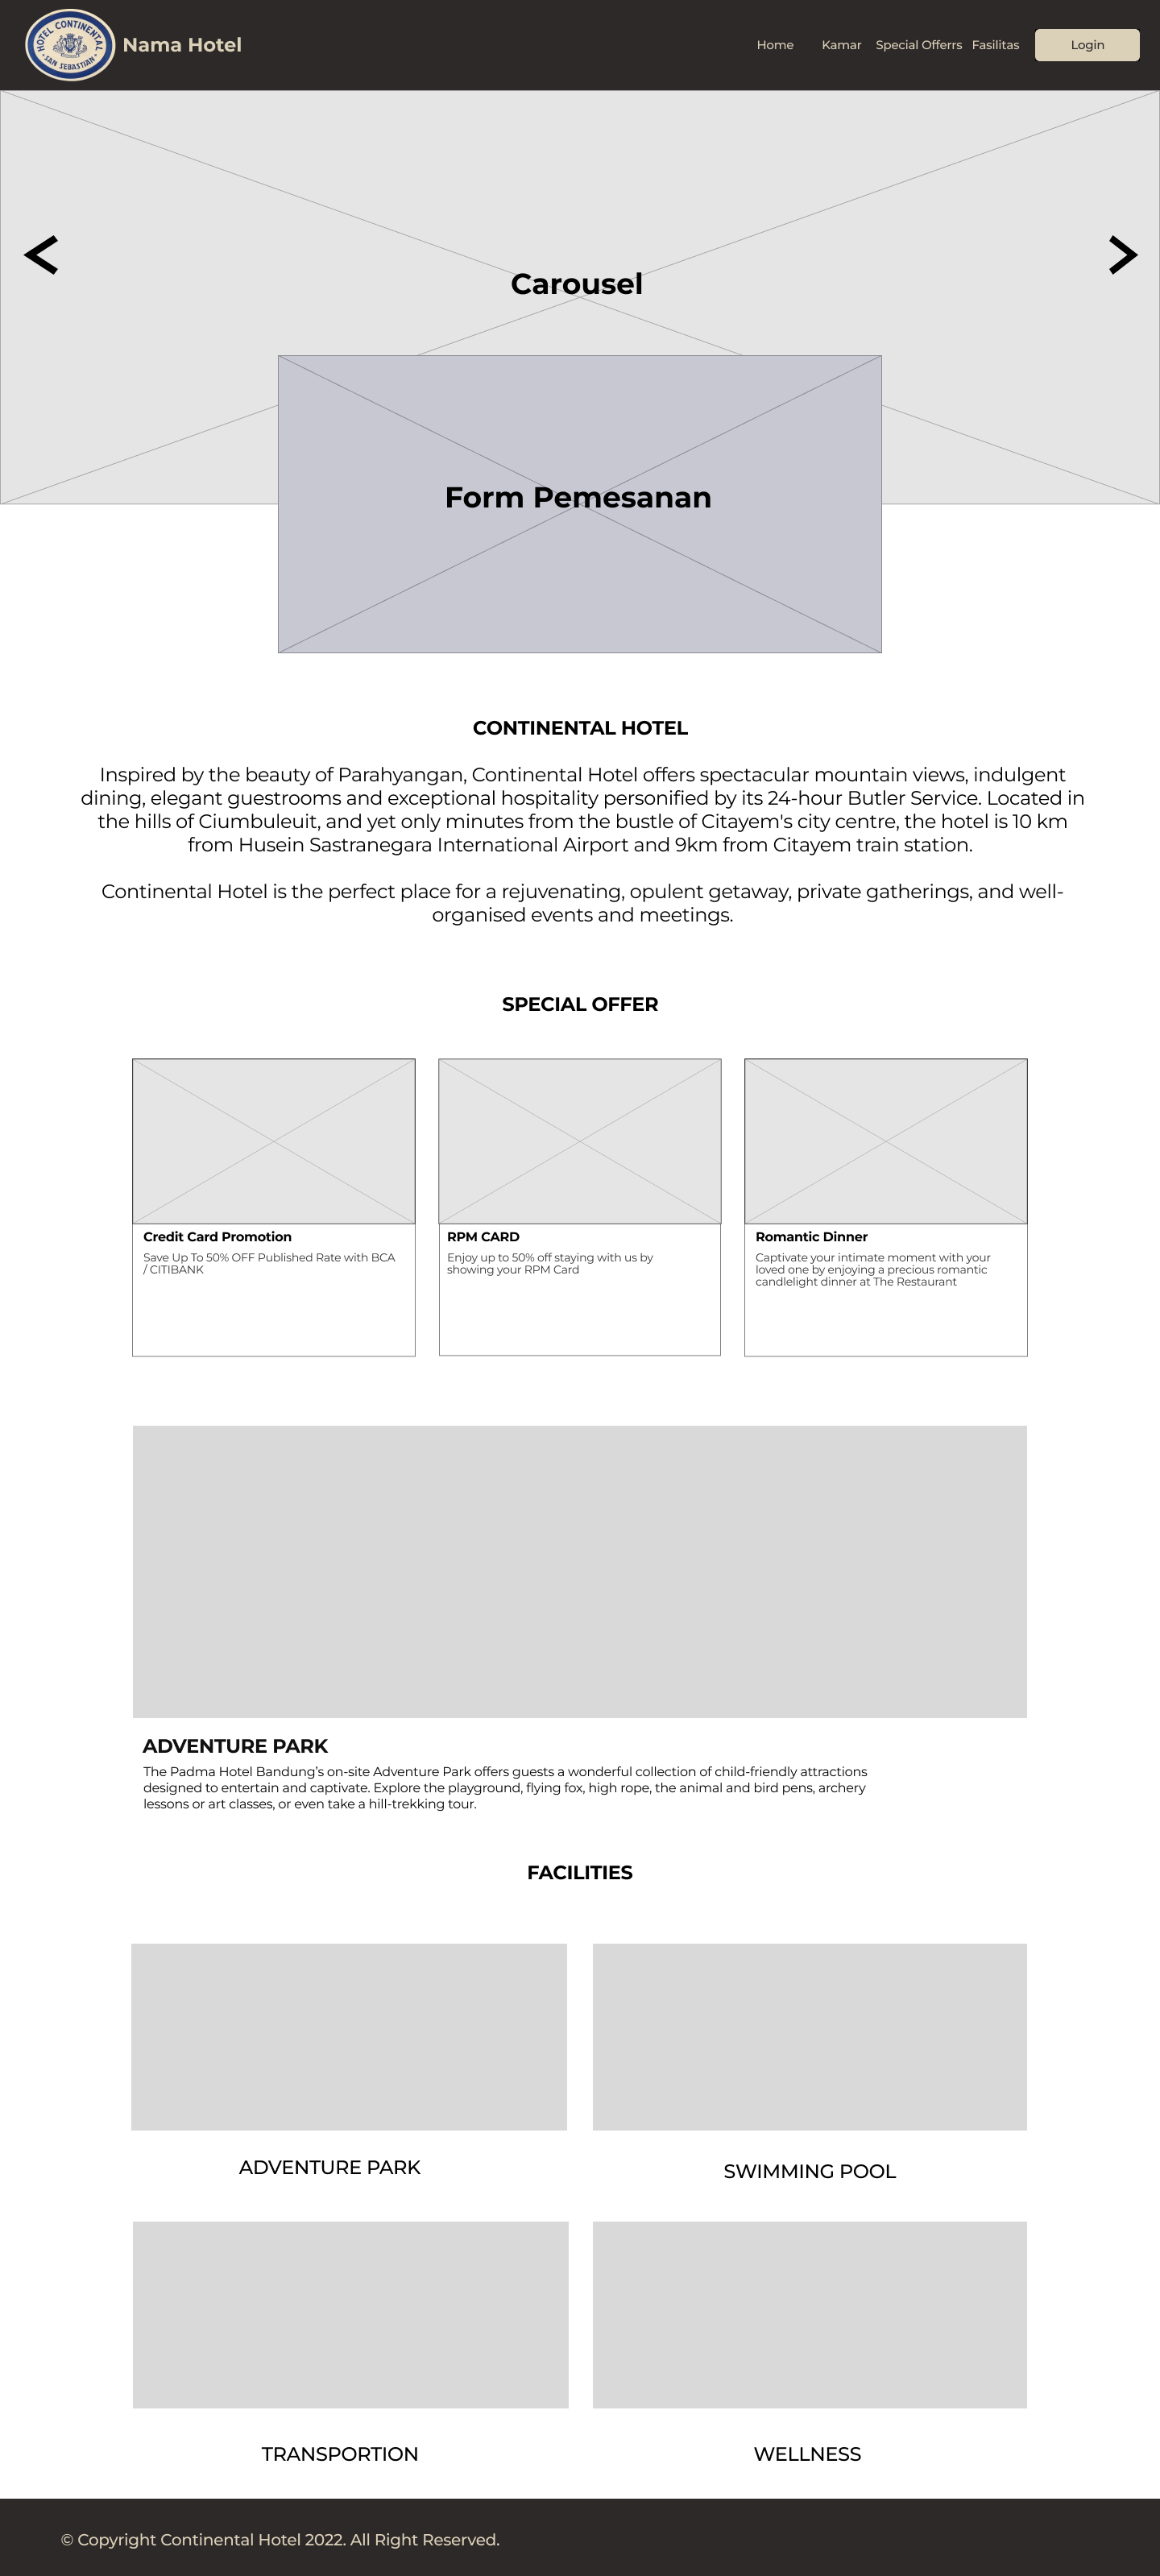 HOTEL CONTINENTAL
SAN SEBASTIAN
Nama Hotel
Home
Kamar
Special Offerrs
Fasilitas
Login
Carousel
Form Pemesanan
CONTINENTAL HOTEL
Inspired by the beauty of Parahyangan, Continental Hotel offers spectacular mountain views, indulgent
dining, elegant guestrooms and exceptional hospitality personified by its 24-hour Butler Service. Located in
the hills of Ciumbuleuit, and yet only minutes from the bustle of Citayem's city centre, the hotel is 10 km
from Husein Sastranegara International Airport and 9km from Citayem train station.
Continental Hotel is the perfect place for a rejuvenating, opulent getaway, private gatherings, and well-
organised events and meetings.
SPECIAL OFFER
Credit Card Promotion
Save Up To 50% OFF Published Rate with BCA
/ CITIBANK
RPM CARD
Enjoy up to 50% off staying with us by
showing your RPM Card
Romantic Dinner
Captivate your intimate moment with your
loved one by enjoying a precious romantic
candlelight dinner at The Restaurant
ADVENTURE PARK
The Padma Hotel Bandung's on-site Adventure Park offers guests a wonderful collection of child-friendly attractions
designed to entertain and captivate. Explore the playground, flying fox, high rope, the animal and bird pens, archery
lessons or art classes, or even take a hill-trekking tour.
FACILITIES
ADVENTURE PARK
SWIMMING POOL
TRANSPORTION
WELLNESS
© Copyright Continental Hotel 2022. All Right Reserved.